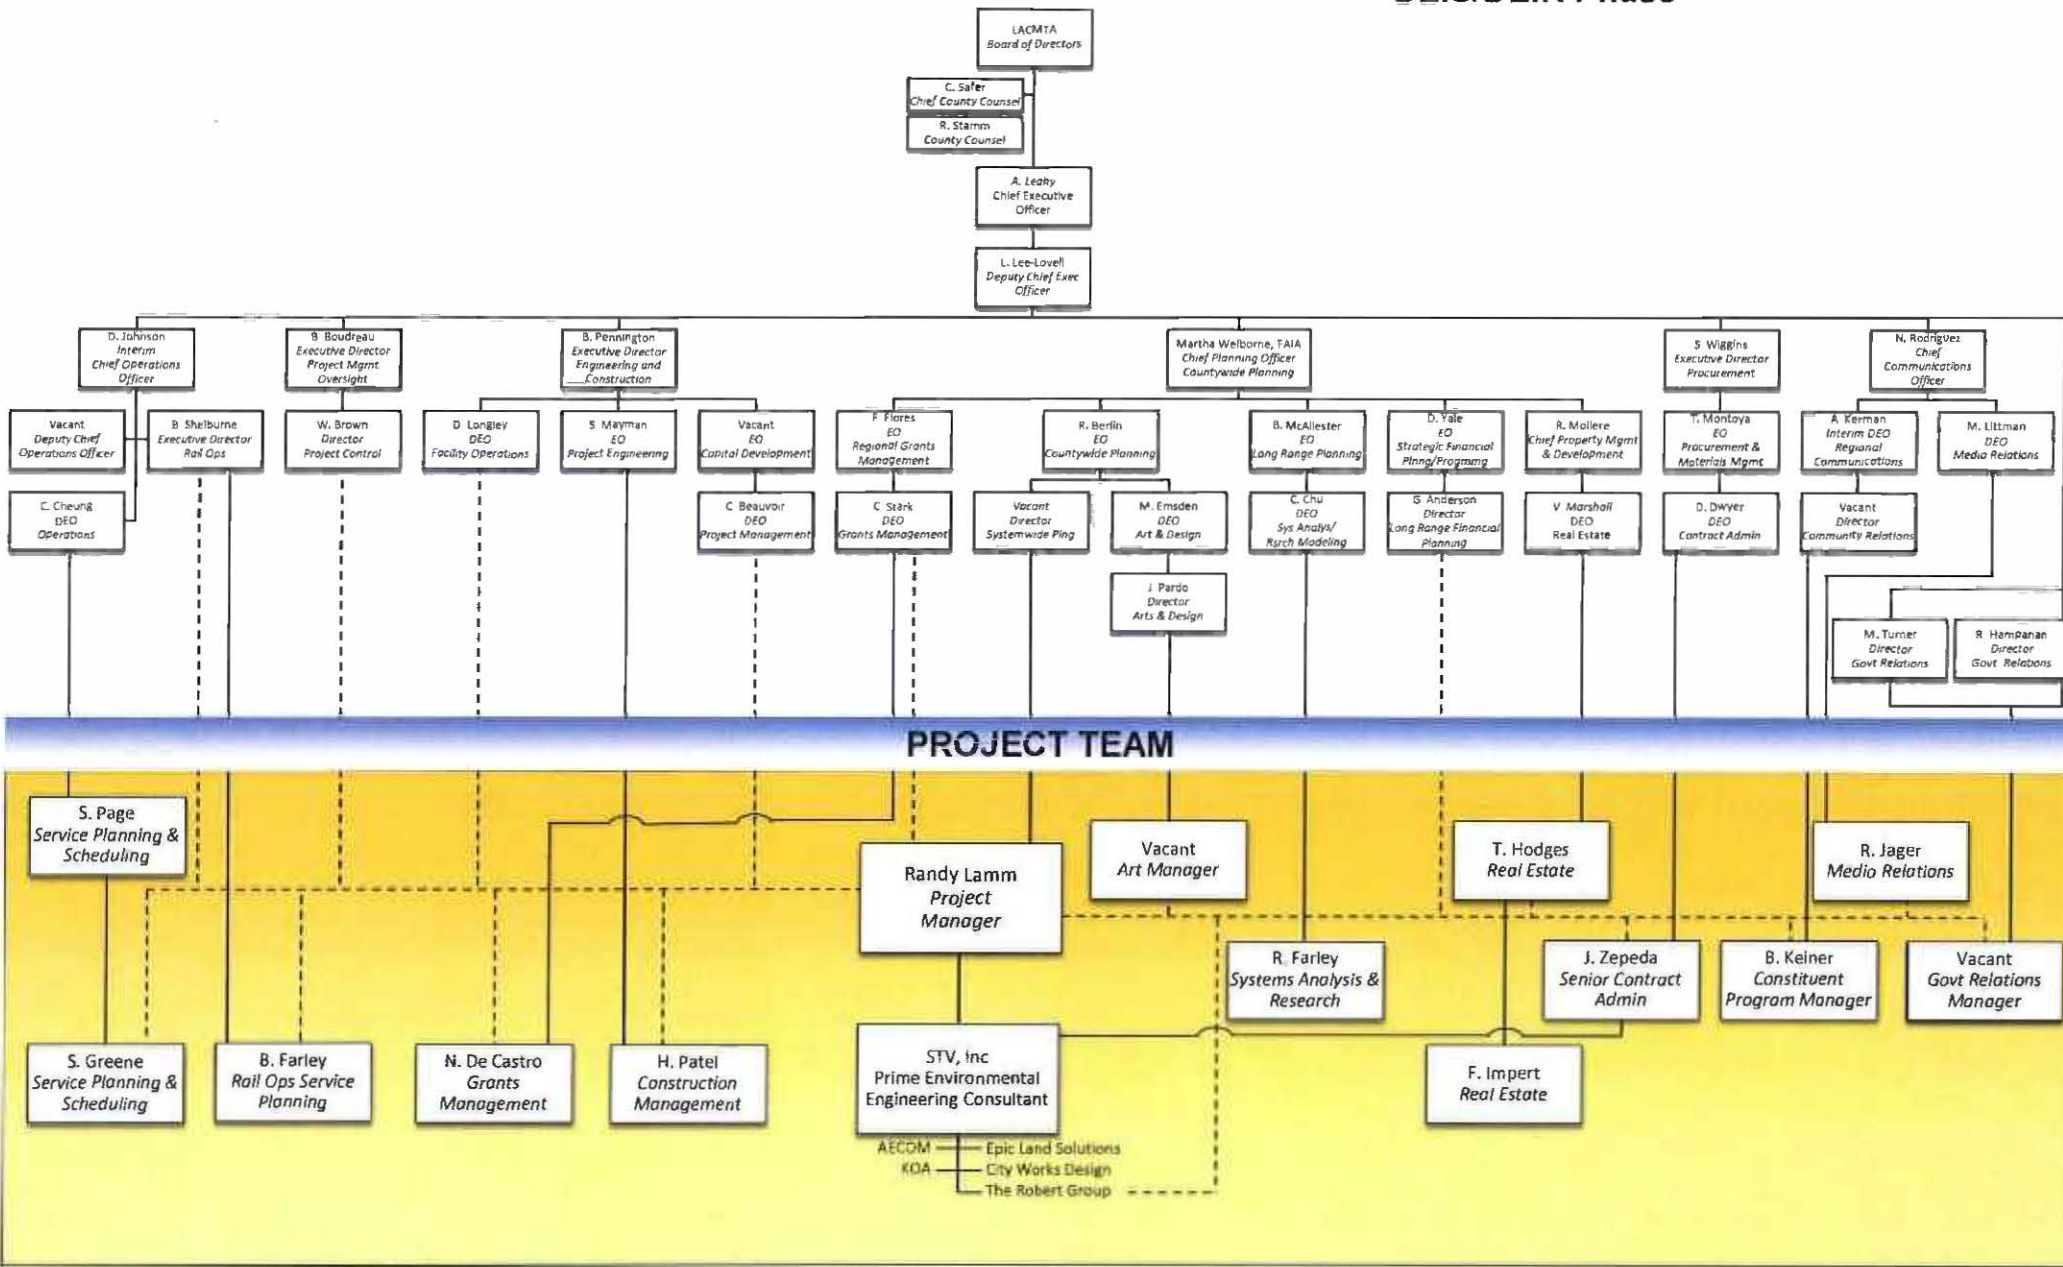 LACMTA
Board of Directors
C. Safer
Chief County Counsel
R. Stamm
County Counsel
A. Leahy
Chief Executive
Officer
L. Lee-Lovell
Deputy Chief Exec
Officer
D. Johnson
Interim
Chief Operations
Officer
B Boudreau
Executive Director
Project Mgmt
Oversight
B. Pennington
Executive Director
Engineering and
Construction
Martha Welborne, FAIA
Chief Planning Officer
Countywide Planning
S Wiggins
Executive Director
Procurement
N. Rodriguez
Chief
Communications
Officer
Vacant
Deputy Chief
Operations Officer
B Shelburne
Executive Director
Rail Ops
W. Brown
Director
Project Control
D Longley
DEO
Facility Operations
S Mayman
EO
Project Engineering
Vacant
EO
Capital Development
F Flores
EO
Regional Grants
Management
R. Berlin
EO
Countywide Planning
B. McAllester
EO
Long Range Planning
D. Yale
EO
Strategic Financial
Plnng/Progrming
R. Moliere
Chief Property Mgmt
& Development
T. Montoya
EO
Procurement &
Materials Mgmt
A Kerman
Interim DEO
Regional
Communications
M. Littman
DEO
Media Relations
C. Cheung
DEO
Operations
C Beauvoir
DEO
Project Management
C Stark
DEO
Grants Management
Vacant
Director
Systemwide Plng
M. Emsden
DEO
Art & Design
C. Chu
DEO
Sys Analys/
Rsrch Modeling
G Anderson
Director
Long Range Financial
Planning
V Marshall
DEO
Real Estate
D. Dwyer
DEO
Contract Admin
Vacant
Director
Community Relations
J Pardo
Director
Arts & Design
M. Turner
Director
Govt Relations
R Hampanan
Director
Govt Relations
PROJECT TEAM
S. Page
Service Planning &
Scheduling
Randy Lamm
Project
Manager
Vacant
Art Manager
T. Hodges
Real Estate
R. Jager
Medio Relations
R. Farley
Systems Analysis &
Research
J. Zepeda
Senior Contract
Admin
B. Keiner
Constituent
Program Manager
Vacant
Govt Relations
Manager
S. Greene
Service Planning &
Scheduling
B. Farley
Rail Ops Service
Planning
N. De Castro
Grants
Management
H. Patel
Construction
Management
STV, Inc
Prime Environmental
Engineering Consultant
F. Impert
Real Estate
AECOM
Epic Land Solutions
KOA
City Works Design
The Robert Group